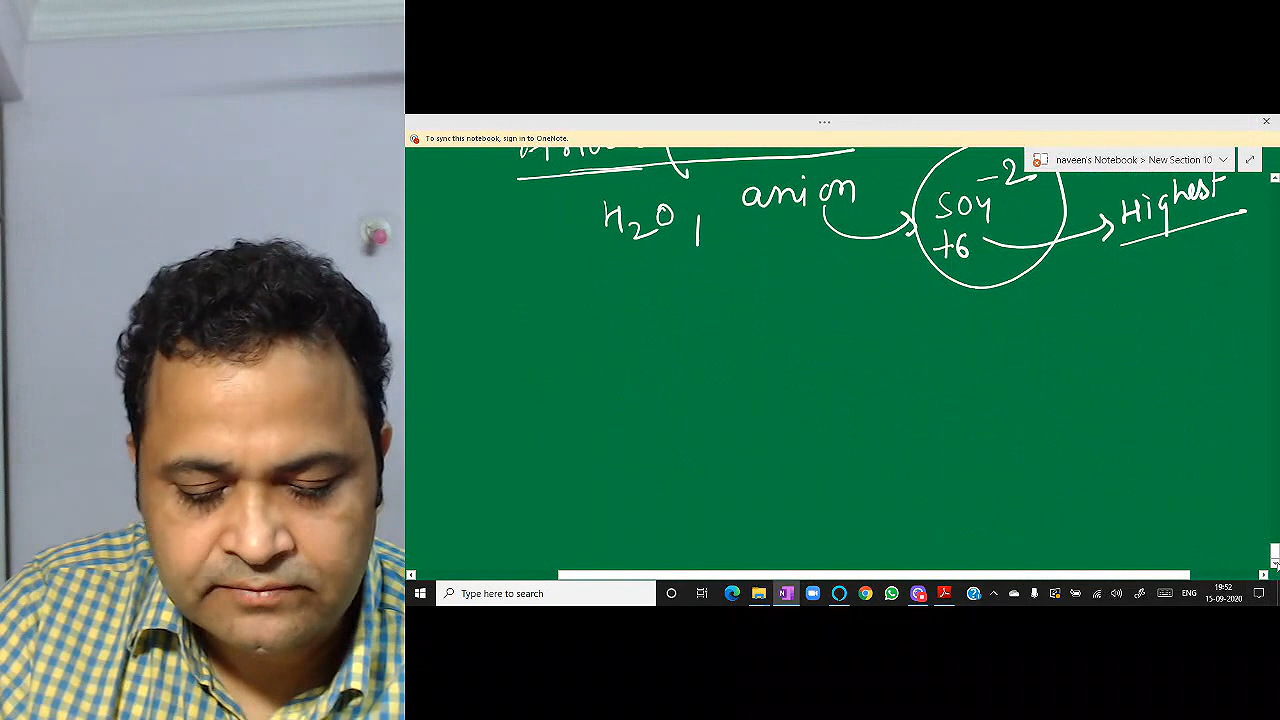 To sync this notebook, sign in to OneNote.
naveen's Notebook > New Section 10
anion
SO4 -2
Highest
H2O,
+6
Type here to search
ENG
19:52
15-09-2020